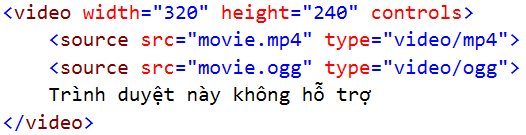 <video width="320" height="240" controls>
<source src="movie.mp4" type="video/mp4">
<source src="movie.ogg" type="video/ogg">
Trình duyệt này không hỗ trợ
</video>